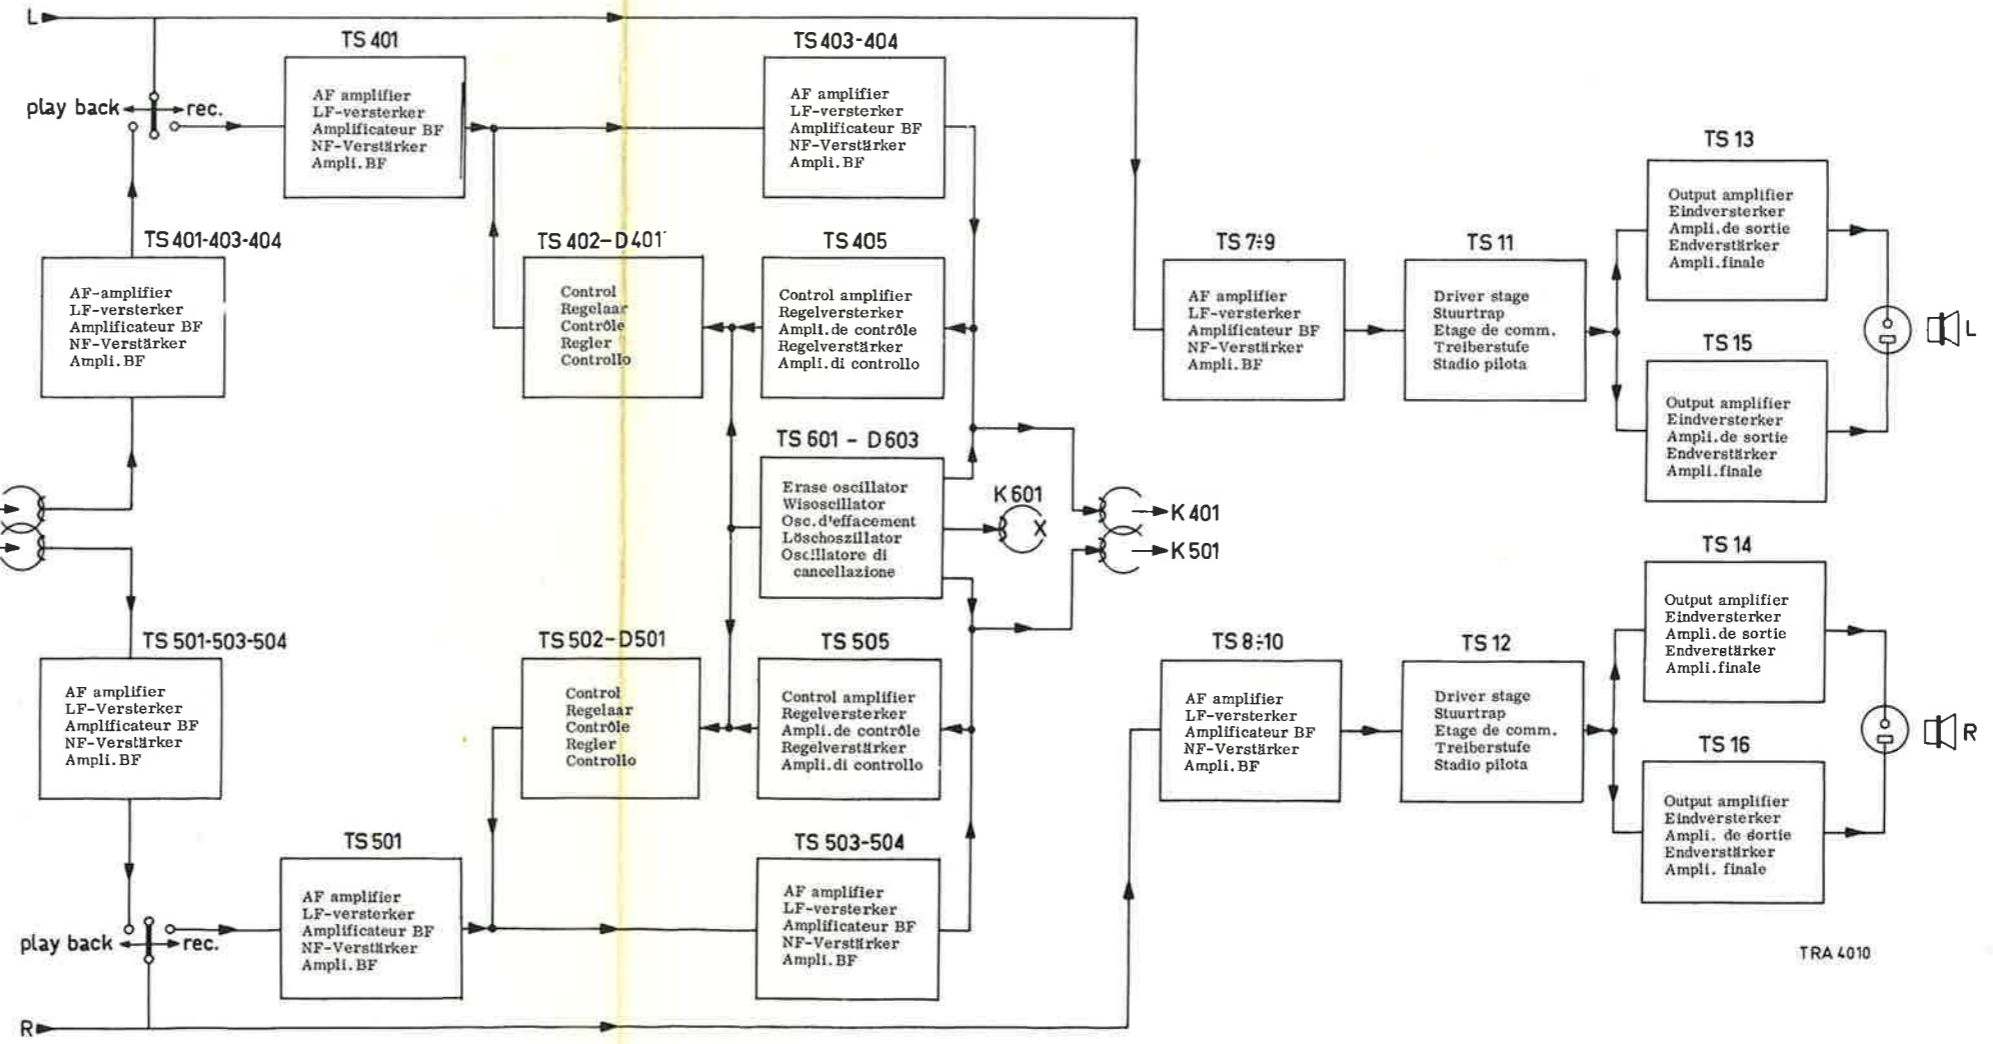 L
play back
rec.
TS 401
AF amplifier
LF-versterker
Amplificateur BF
NF-Verstärker
Ampli. BF
TS 403-404
AF amplifier
LF-versterker
Amplificateur BF
NF-Verstärker
Ampli. BF
TS 401-403-404
AF-amplifier
LF-versterker
Amplificateur BF
NF-Verstärker
Ampli. BF
TS 402-D401
Control
Regelaar
Contrôle
Regler
Controllo
TS 405
Control amplifier
Regelversterker
Ampli. de contrôle
Regelverstärker
Ampli. di controllo
TS 7÷9
AF amplifier
LF-versterker
Amplificateur BF
NF-Verstärker
Ampli. BF
TS 11
Driver stage
Stuurtrap
Etage de comm.
Treiberstufe
Stadio pilota
TS 13
Output amplifier
Eindversterker
Ampli. de sortie
Endverstärker
Ampli. finale
TS 15
Output amplifier
Eindversterker
Ampli. de sortie
Endverstärker
Ampli. finale
L
TS 601 - D603
Erase oscillator
Wisoscillator
Osc. d'effacement
Löschoszillator
Oscillatore di
cancellazione
K 601
K 401
K 501
TS 501-503-504
AF amplifier
LF-Versterker
Amplificateur BF
NF-Verstärker
Ampli. BF
TS 502-D501
Control
Regelaar
Contrôle
Regler
Controllo
TS 505
Control amplifier
Regelversterker
Ampli. de contrôle
Regelverstärker
Ampli. di controllo
TS 8÷10
AF amplifier
LF-versterker
Amplificateur BF
NF-Verstärker
Ampli. BF
TS 12
Driver stage
Stuurtrap
Etage de comm.
Treiberstufe
Stadio pilota
TS 14
Output amplifier
Eindversterker
Ampli. de sortie
Endverstärker
Ampli. finale
TS 16
Output amplifier
Eindversterker
Ampli. de sortie
Endverstärker
Ampli. finale
R
play back
rec.
TS 501
AF amplifier
LF-versterker
Amplificateur BF
NF-Verstärker
Ampli. BF
TS 503-504
AF amplifier
LF-versterker
Amplificateur BF
NF-Verstärker
Ampli. BF
R
TRA 4010